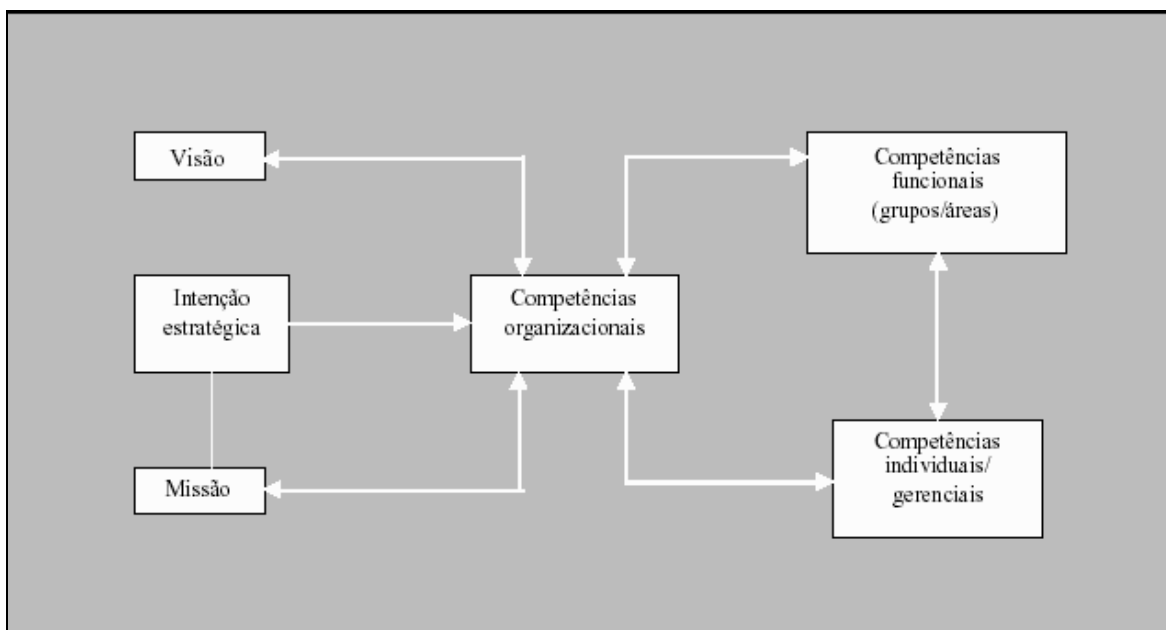 Visão
Competências
funcionais
(grupos/áreas)
Intenção
estratégica
Competências
organizacionais
Missão
Competências
individuais/
gerenciais